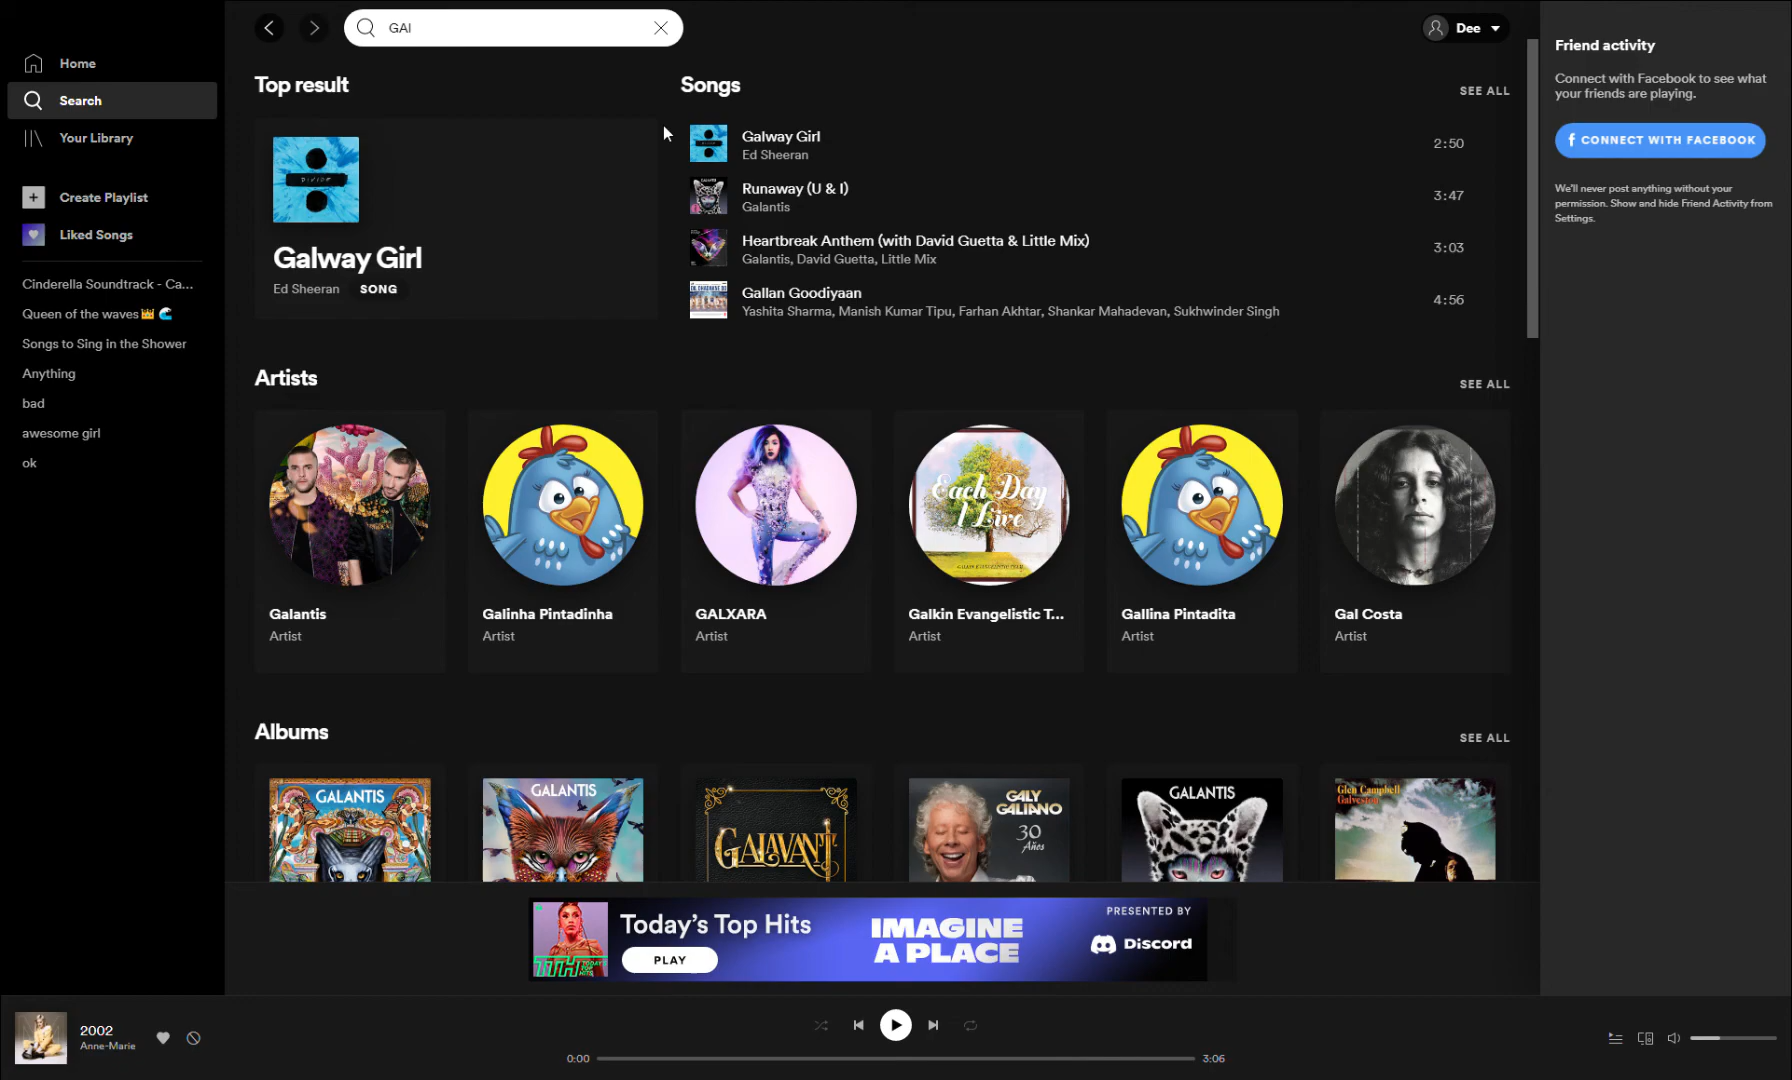 GAl
Dee
Home
Search
Your Library
Create Playlist
Liked Songs
Cinderella Soundtrack - Ca...
Queen of the waves👑 🌊
Songs to Sing in the Shower
Anything
bad
awesome girl
ok
Top result
DIVIDE
Galway Girl
Ed Sheeran SONG
Songs
SEE ALL
Galway Girl
Ed Sheeran
2:50
Runaway (U & I)
Galantis
3:47
Heartbreak Anthem (with David Guetta & Little Mix)
Galantis, David Guetta, Little Mix
3:03
Gallan Goodiyaan
Yashita Sharma, Manish Kumar Tipu, Farhan Akhtar, Shankar Mahadevan, Sukhwinder Singh
4:56
Artists
SEE ALL
Each Day
I Live
Galantis
Artist
Galinha Pintadinha
Artist
GALXARA
Artist
Galkin Evangelistic T...
Artist
Gallina Pintadita
Artist
Gal Costa
Artist
Albums
SEE ALL
GALANTIS
GALANTIS
GALAVANT
GALY
GALIANO
30
Años
GALANTIS
Glen Campbell
Galveston
Today's Top Hits
PLAY
IMAGINE
A PLACE
PRESENTED BY
Discord
Friend activity
Connect with Facebook to see what
your friends are playing.
CONNECT WITH FACEBOOK
We'll never post anything without your
permission. Show and hide Friend Activity from
Settings.
2002
Anne-Marie
0:00
3:06